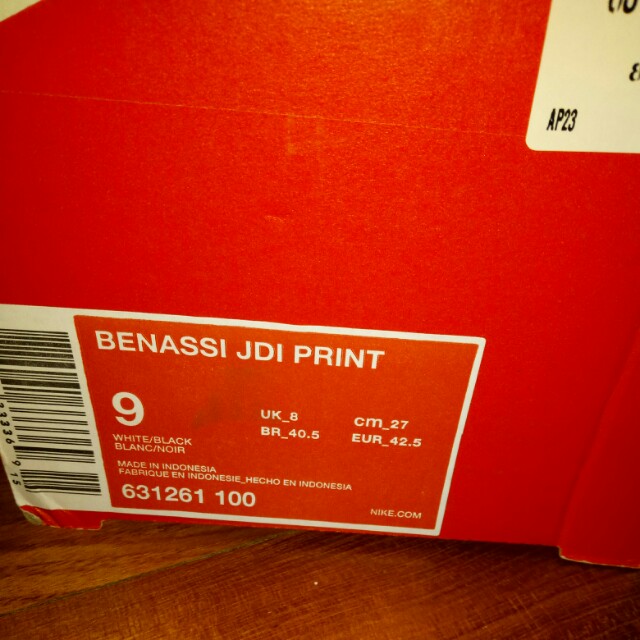 AP23
BENASSI JDI PRINT
9
UK_8 cm_27
BR_40.5 EUR_42.5
WHITE/BLACK
BLANC/NOIR
MADE IN INDONESIA
FABRIQUE EN INDONESIE_HECHO EN INDONESIA
631261 100
NIKE.COM